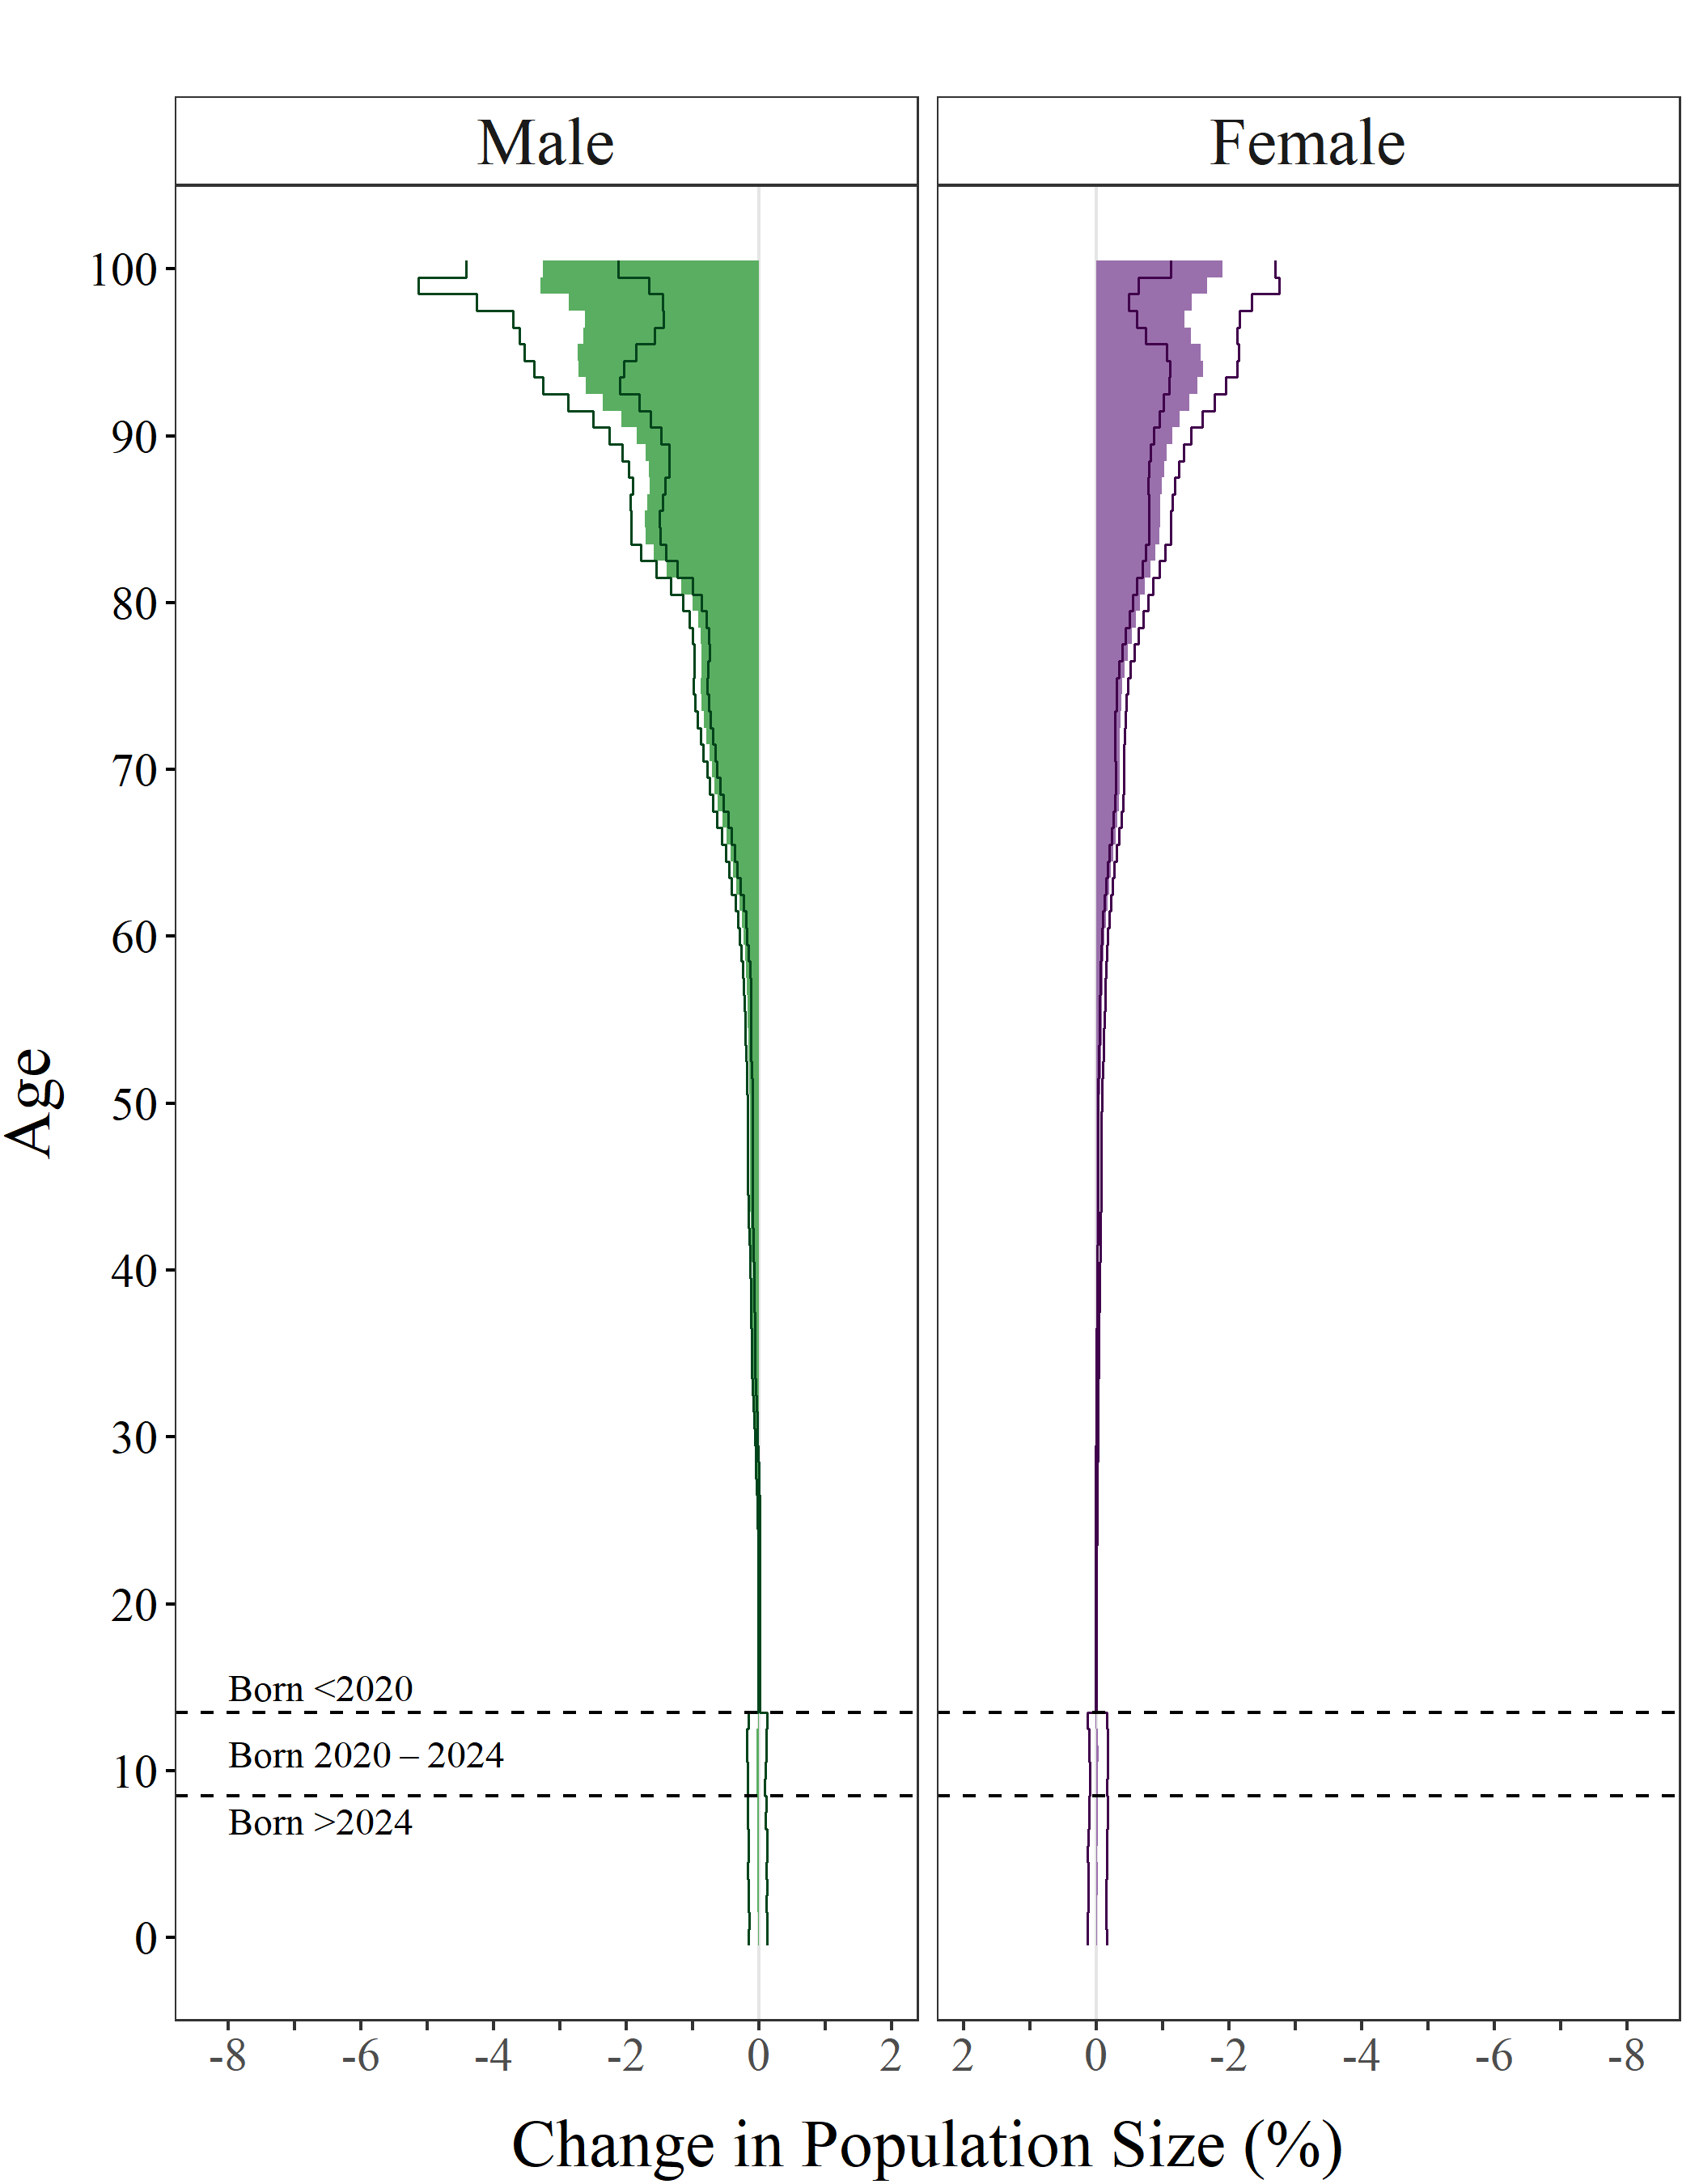 Male Female
100
90
80
70
60
50
40
30
20
Born <2020
Born 2020 – 2024
10
Born >2024
0
Age
-8 -6 -4 -2 0 2 2 0 -2 -4 -6 -8
Change in Population Size (%)